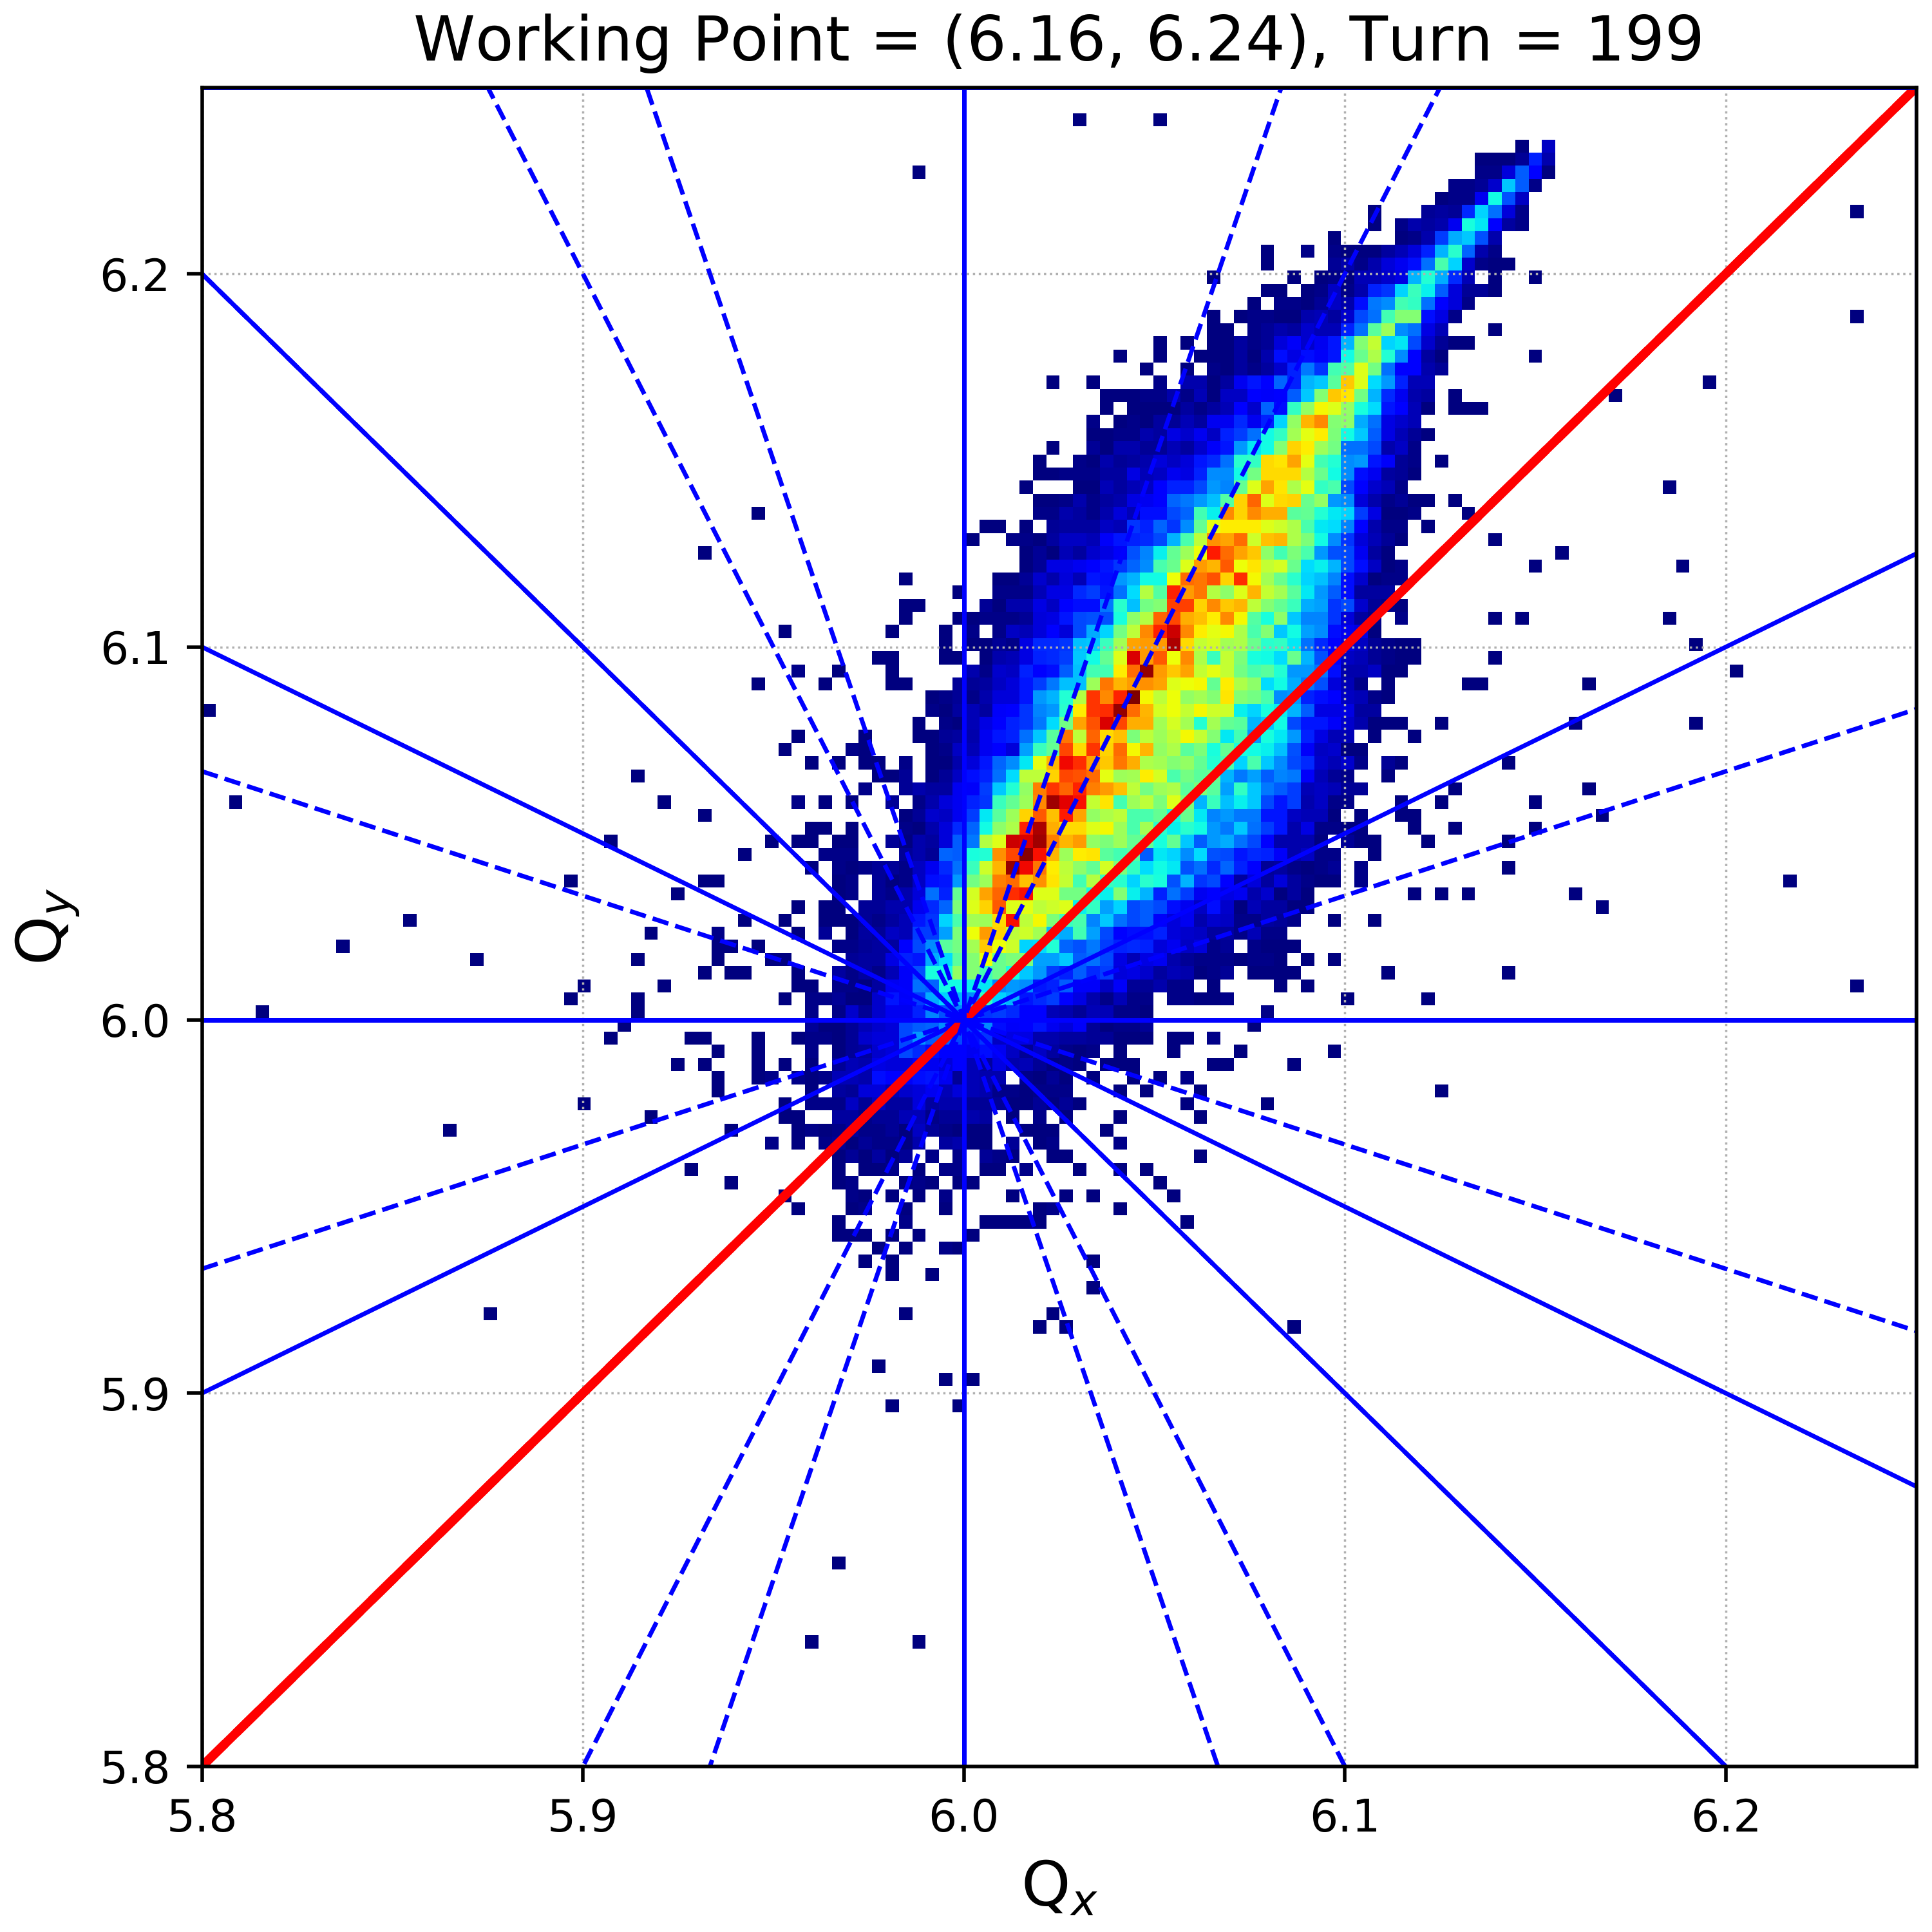 Working Point = (6.16, 6.24), Turn = 199
6.2
6.1
6.0
5.9
5.8
Qy
5.8 5.9 6.0 6.1 6.2
Qx